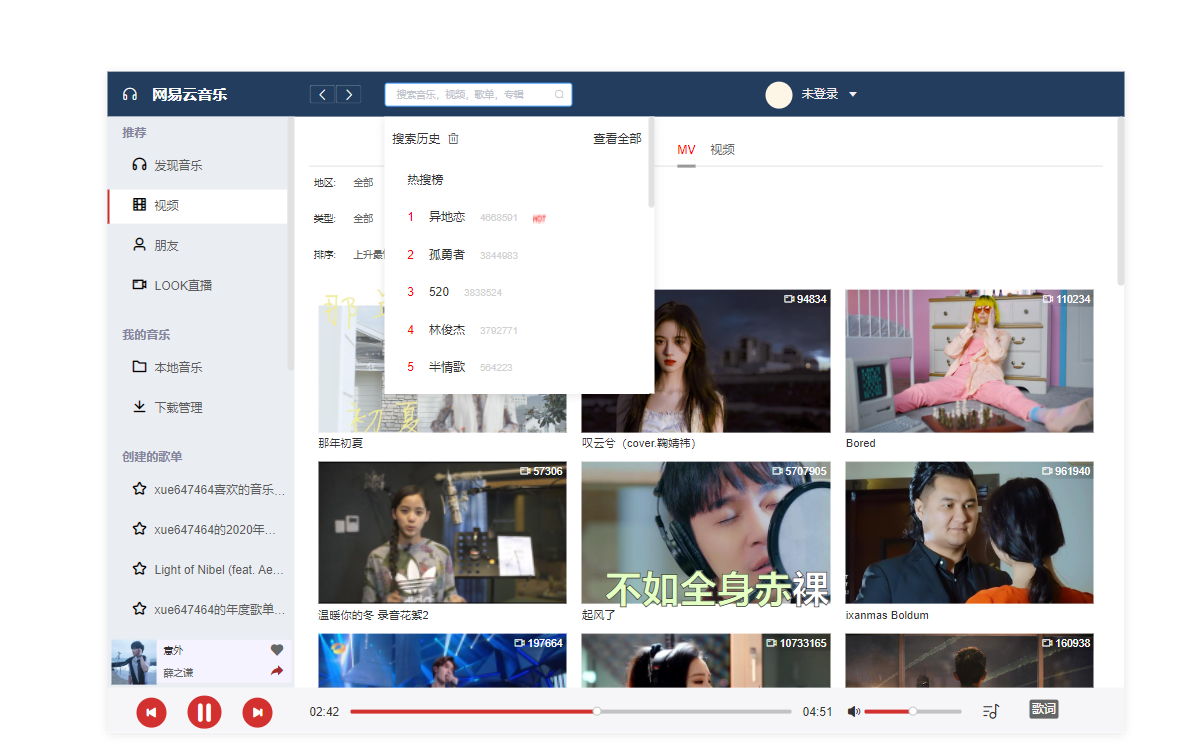 网易云音乐
搜索音乐，视频，歌单，专辑
未登录
推荐
发现音乐
视频
朋友
LOOK直播
我的音乐
本地音乐
下载管理
创建的歌单
xue647464喜欢的音乐...
xue647464的2020年...
Light of Nibel (feat. Ae...
xue647464的年度歌单...
意外
薛之谦
搜索历史 查看全部
热搜榜
1 异地恋 4668591 HOT
2 孤勇者 3844983
3 520 3838524
4 林俊杰 3792771
5 半情歌 564223
MV 视频
地区: 全部
类型: 全部
排序: 上升最
那
初夏
94834
110234
那年初夏
叹云兮（cover.鞠婧祎）
Bored
57306
5707905
961940
不如全身赤裸
温暖你的冬 录音花絮2
起风了
ixanmas Boldum
197664
10733165
160938
02:42
04:51
歌词